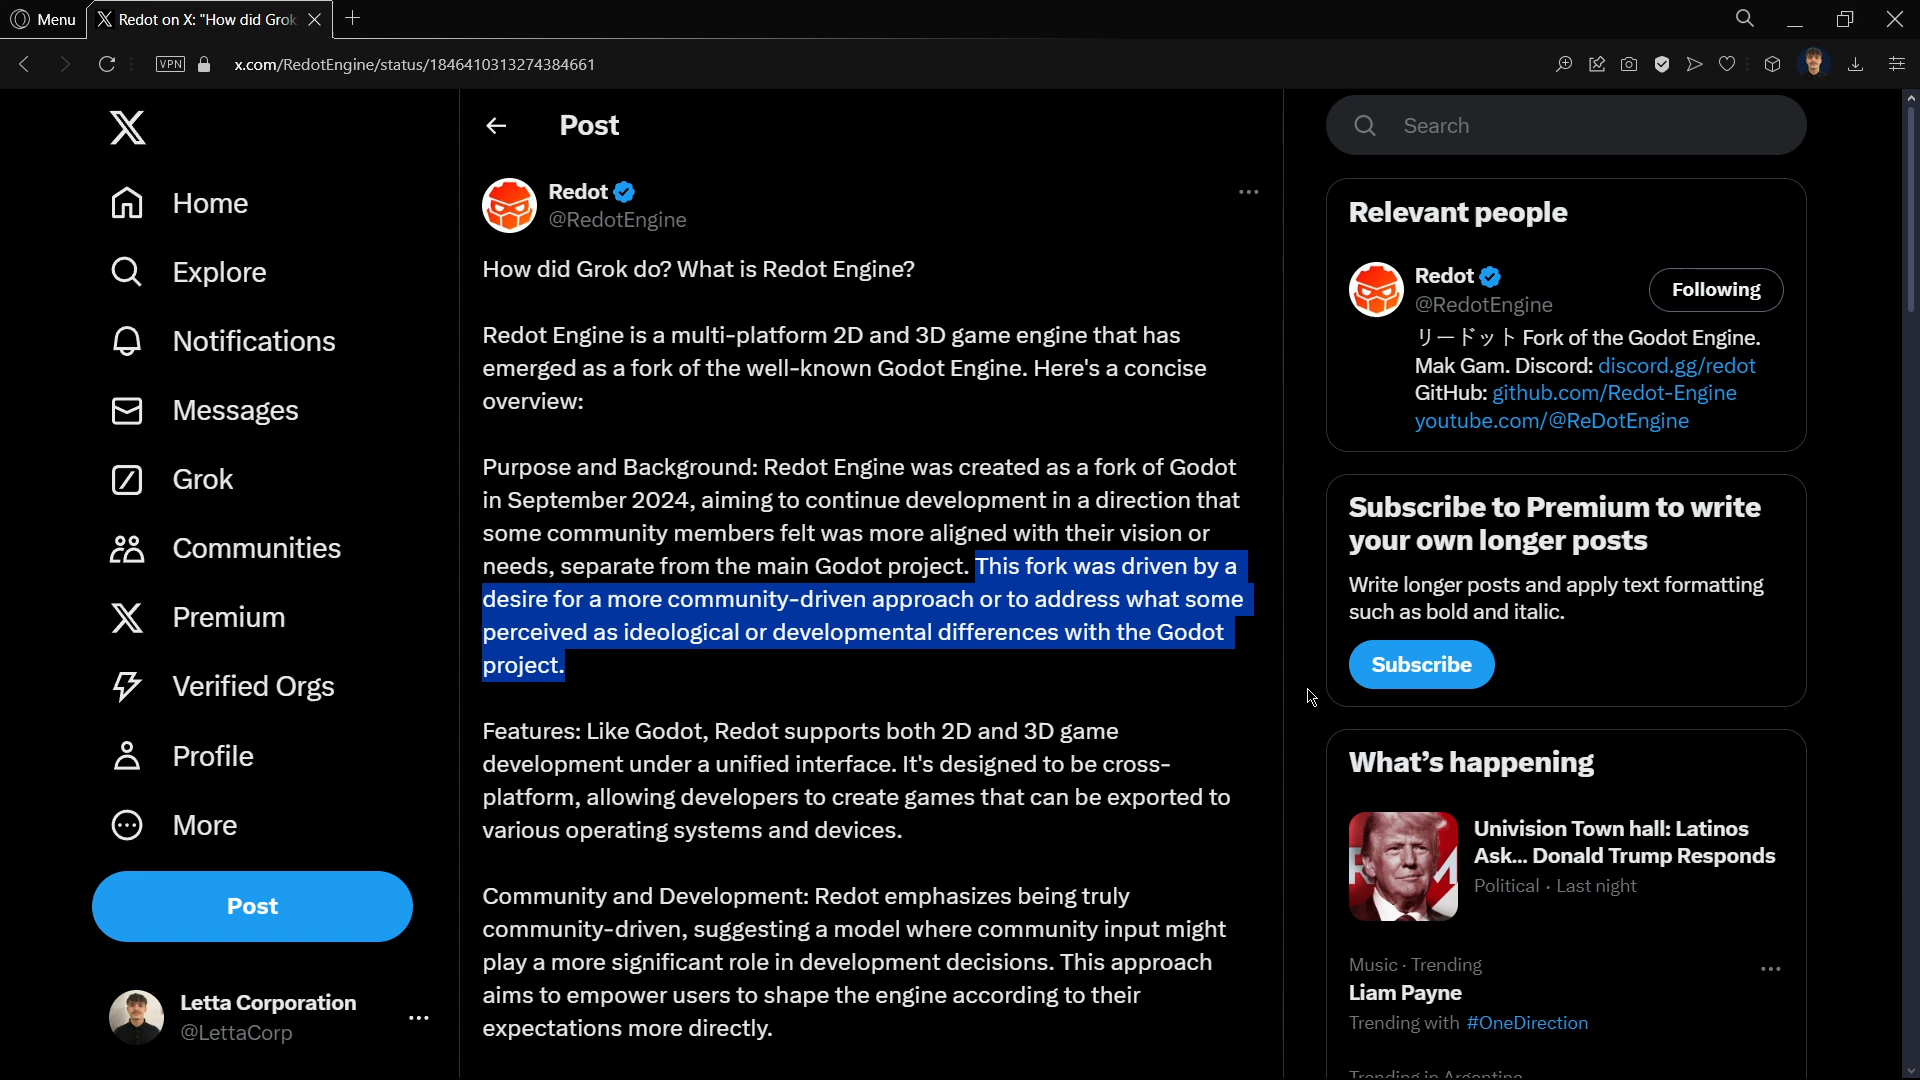 Menu
Redot on X: "How did Grok
VPN
x.com/RedotEngine/status/1846410313274384661
Home
Explore
Notifications
Messages
Grok
Communities
Premium
Verified Orgs
Profile
More
Post
Letta Corporation
@LettaCorp
Post
Redot
@RedotEngine
How did Grok do? What is Redot Engine?
Redot Engine is a multi-platform 2D and 3D game engine that has
emerged as a fork of the well-known Godot Engine. Here's a concise
overview:
Purpose and Background: Redot Engine was created as a fork of Godot
in September 2024, aiming to continue development in a direction that
some community members felt was more aligned with their vision or
needs, separate from the main Godot project. This fork was driven by a
desire for a more community-driven approach or to address what some
perceived as ideological or developmental differences with the Godot
project.
Features: Like Godot, Redot supports both 2D and 3D game
development under a unified interface. It's designed to be cross-
platform, allowing developers to create games that can be exported to
various operating systems and devices.
Community and Development: Redot emphasizes being truly
community-driven, suggesting a model where community input might
play a more significant role in development decisions. This approach
aims to empower users to shape the engine according to their
expectations more directly.
Search
Relevant people
Redot
@RedotEngine
Following
リードット Fork of the Godot Engine.
Mak Gam. Discord: discord.gg/redot
GitHub: github.com/Redot-Engine
youtube.com/@ReDotEngine
Subscribe to Premium to write
your own longer posts
Write longer posts and apply text formatting
such as bold and italic.
Subscribe
What's happening
Univision Town hall: Latinos
Ask... Donald Trump Responds
Political · Last night
Music · Trending
Liam Payne
Trending with #OneDirection
Trending in Argentina